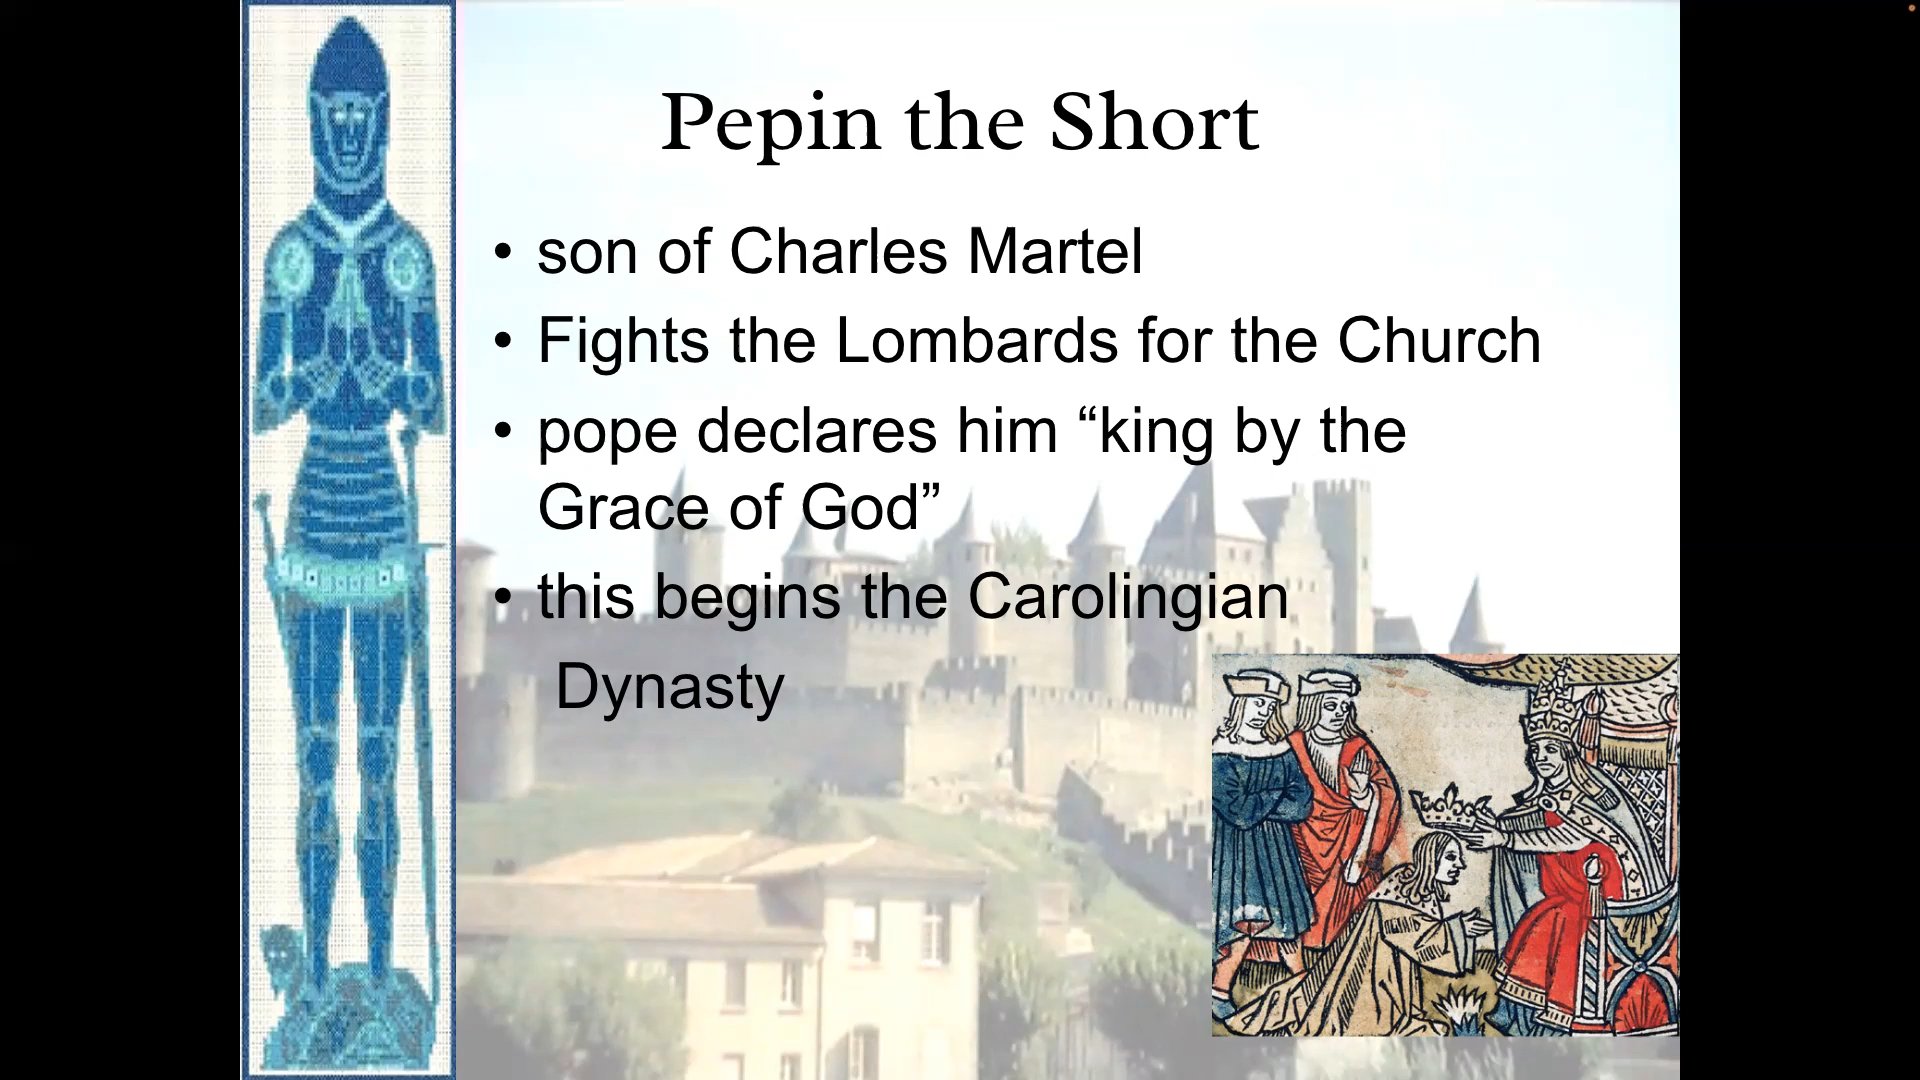 Pepin the Short
• son of Charles Martel
• Fights the Lombards for the Church
• pope declares him “king by the
Grace of God”
• this begins the Carolingian
Dynasty